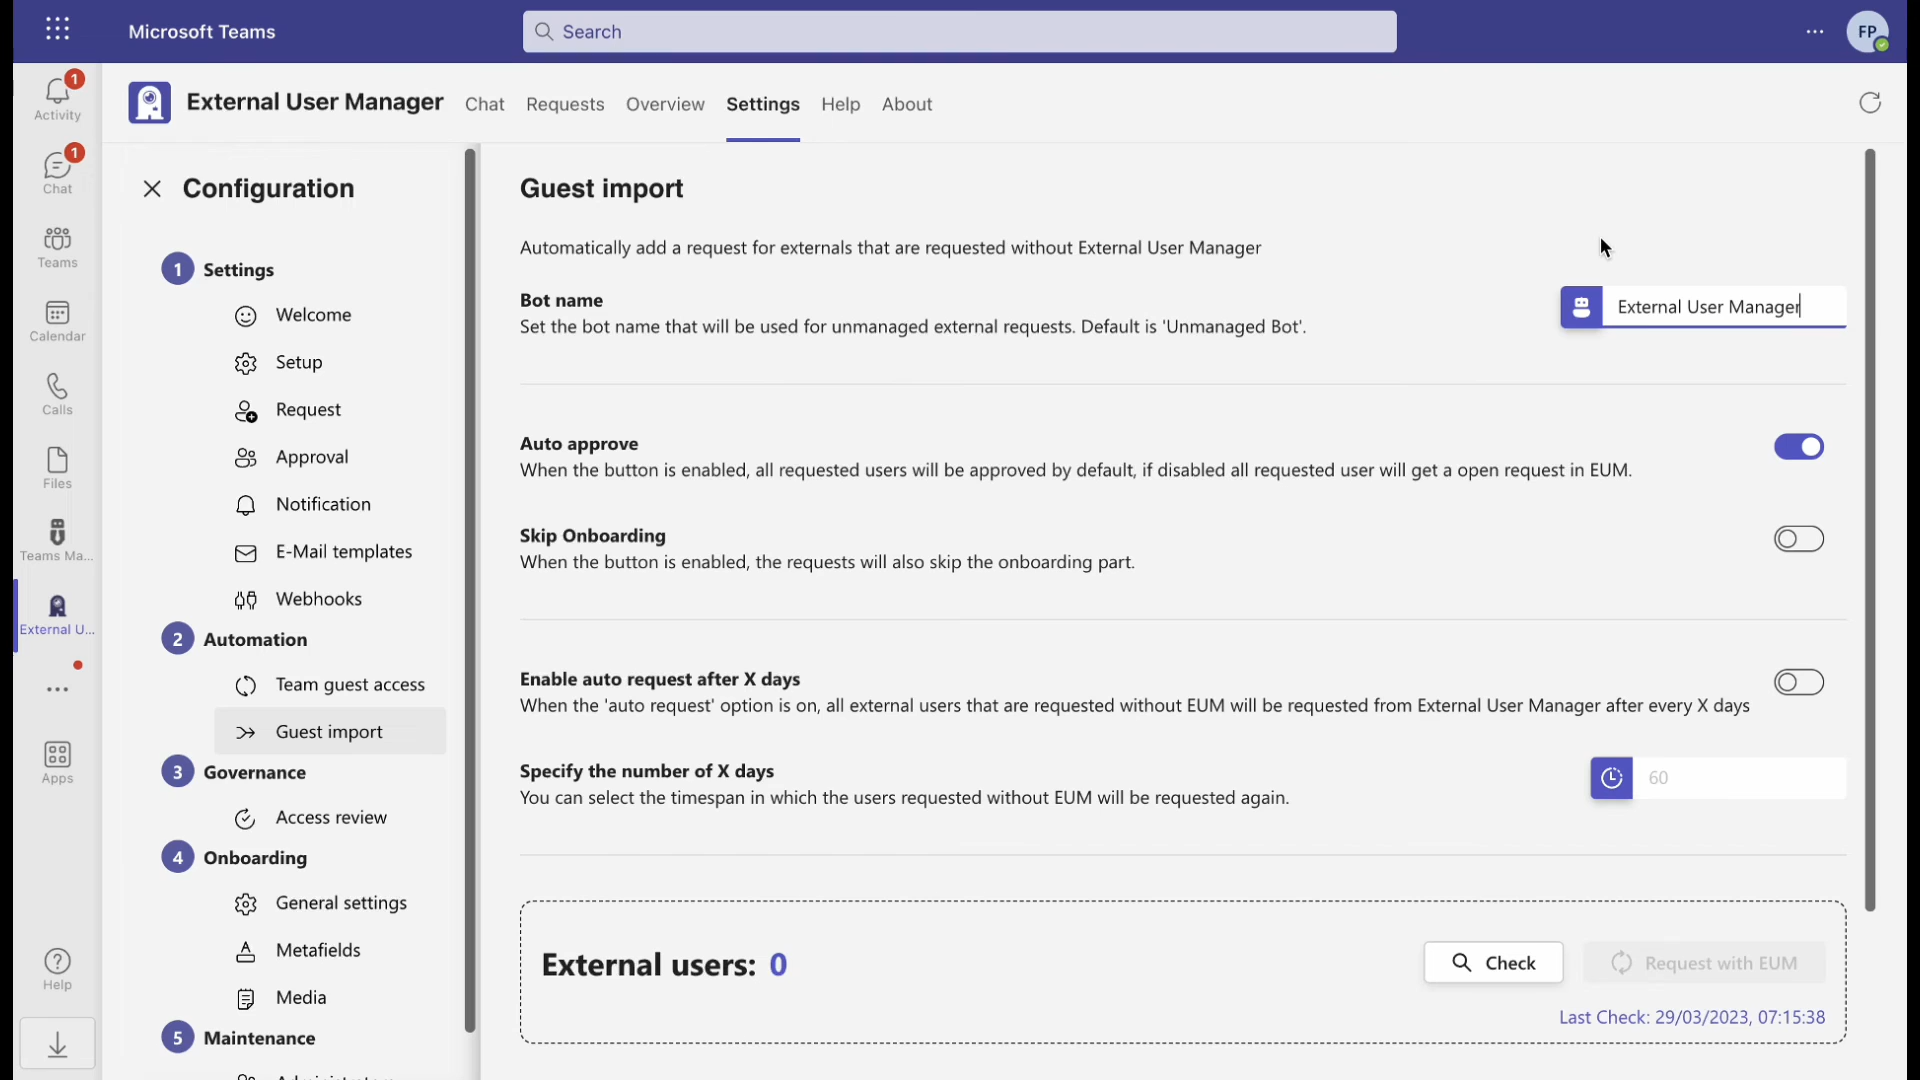 Microsoft Teams
Search
FP
1
Activity
1
Chat
Teams
Calendar
Calls
Files
Teams Ma...
External U...
Apps
Help
External User Manager
Chat
Requests
Overview
Settings
Help
About
Configuration
1 Settings
Welcome
Setup
Request
Approval
Notification
E-Mail templates
Webhooks
2 Automation
Team guest access
Guest import
3 Governance
Access review
4 Onboarding
General settings
Metafields
Media
5 Maintenance
Guest import
Automatically add a request for externals that are requested without External User Manager
Bot name
Set the bot name that will be used for unmanaged external requests. Default is 'Unmanaged Bot'.
External User Manager
Auto approve
When the button is enabled, all requested users will be approved by default, if disabled all requested user will get a open request in EUM.
Skip Onboarding
When the button is enabled, the requests will also skip the onboarding part.
Enable auto request after X days
When the 'auto request' option is on, all external users that are requested without EUM will be requested from External User Manager after every X days
Specify the number of X days
You can select the timespan in which the users requested without EUM will be requested again.
60
External users: 0
Check
Request with EUM
Last Check: 29/03/2023, 07:15:38